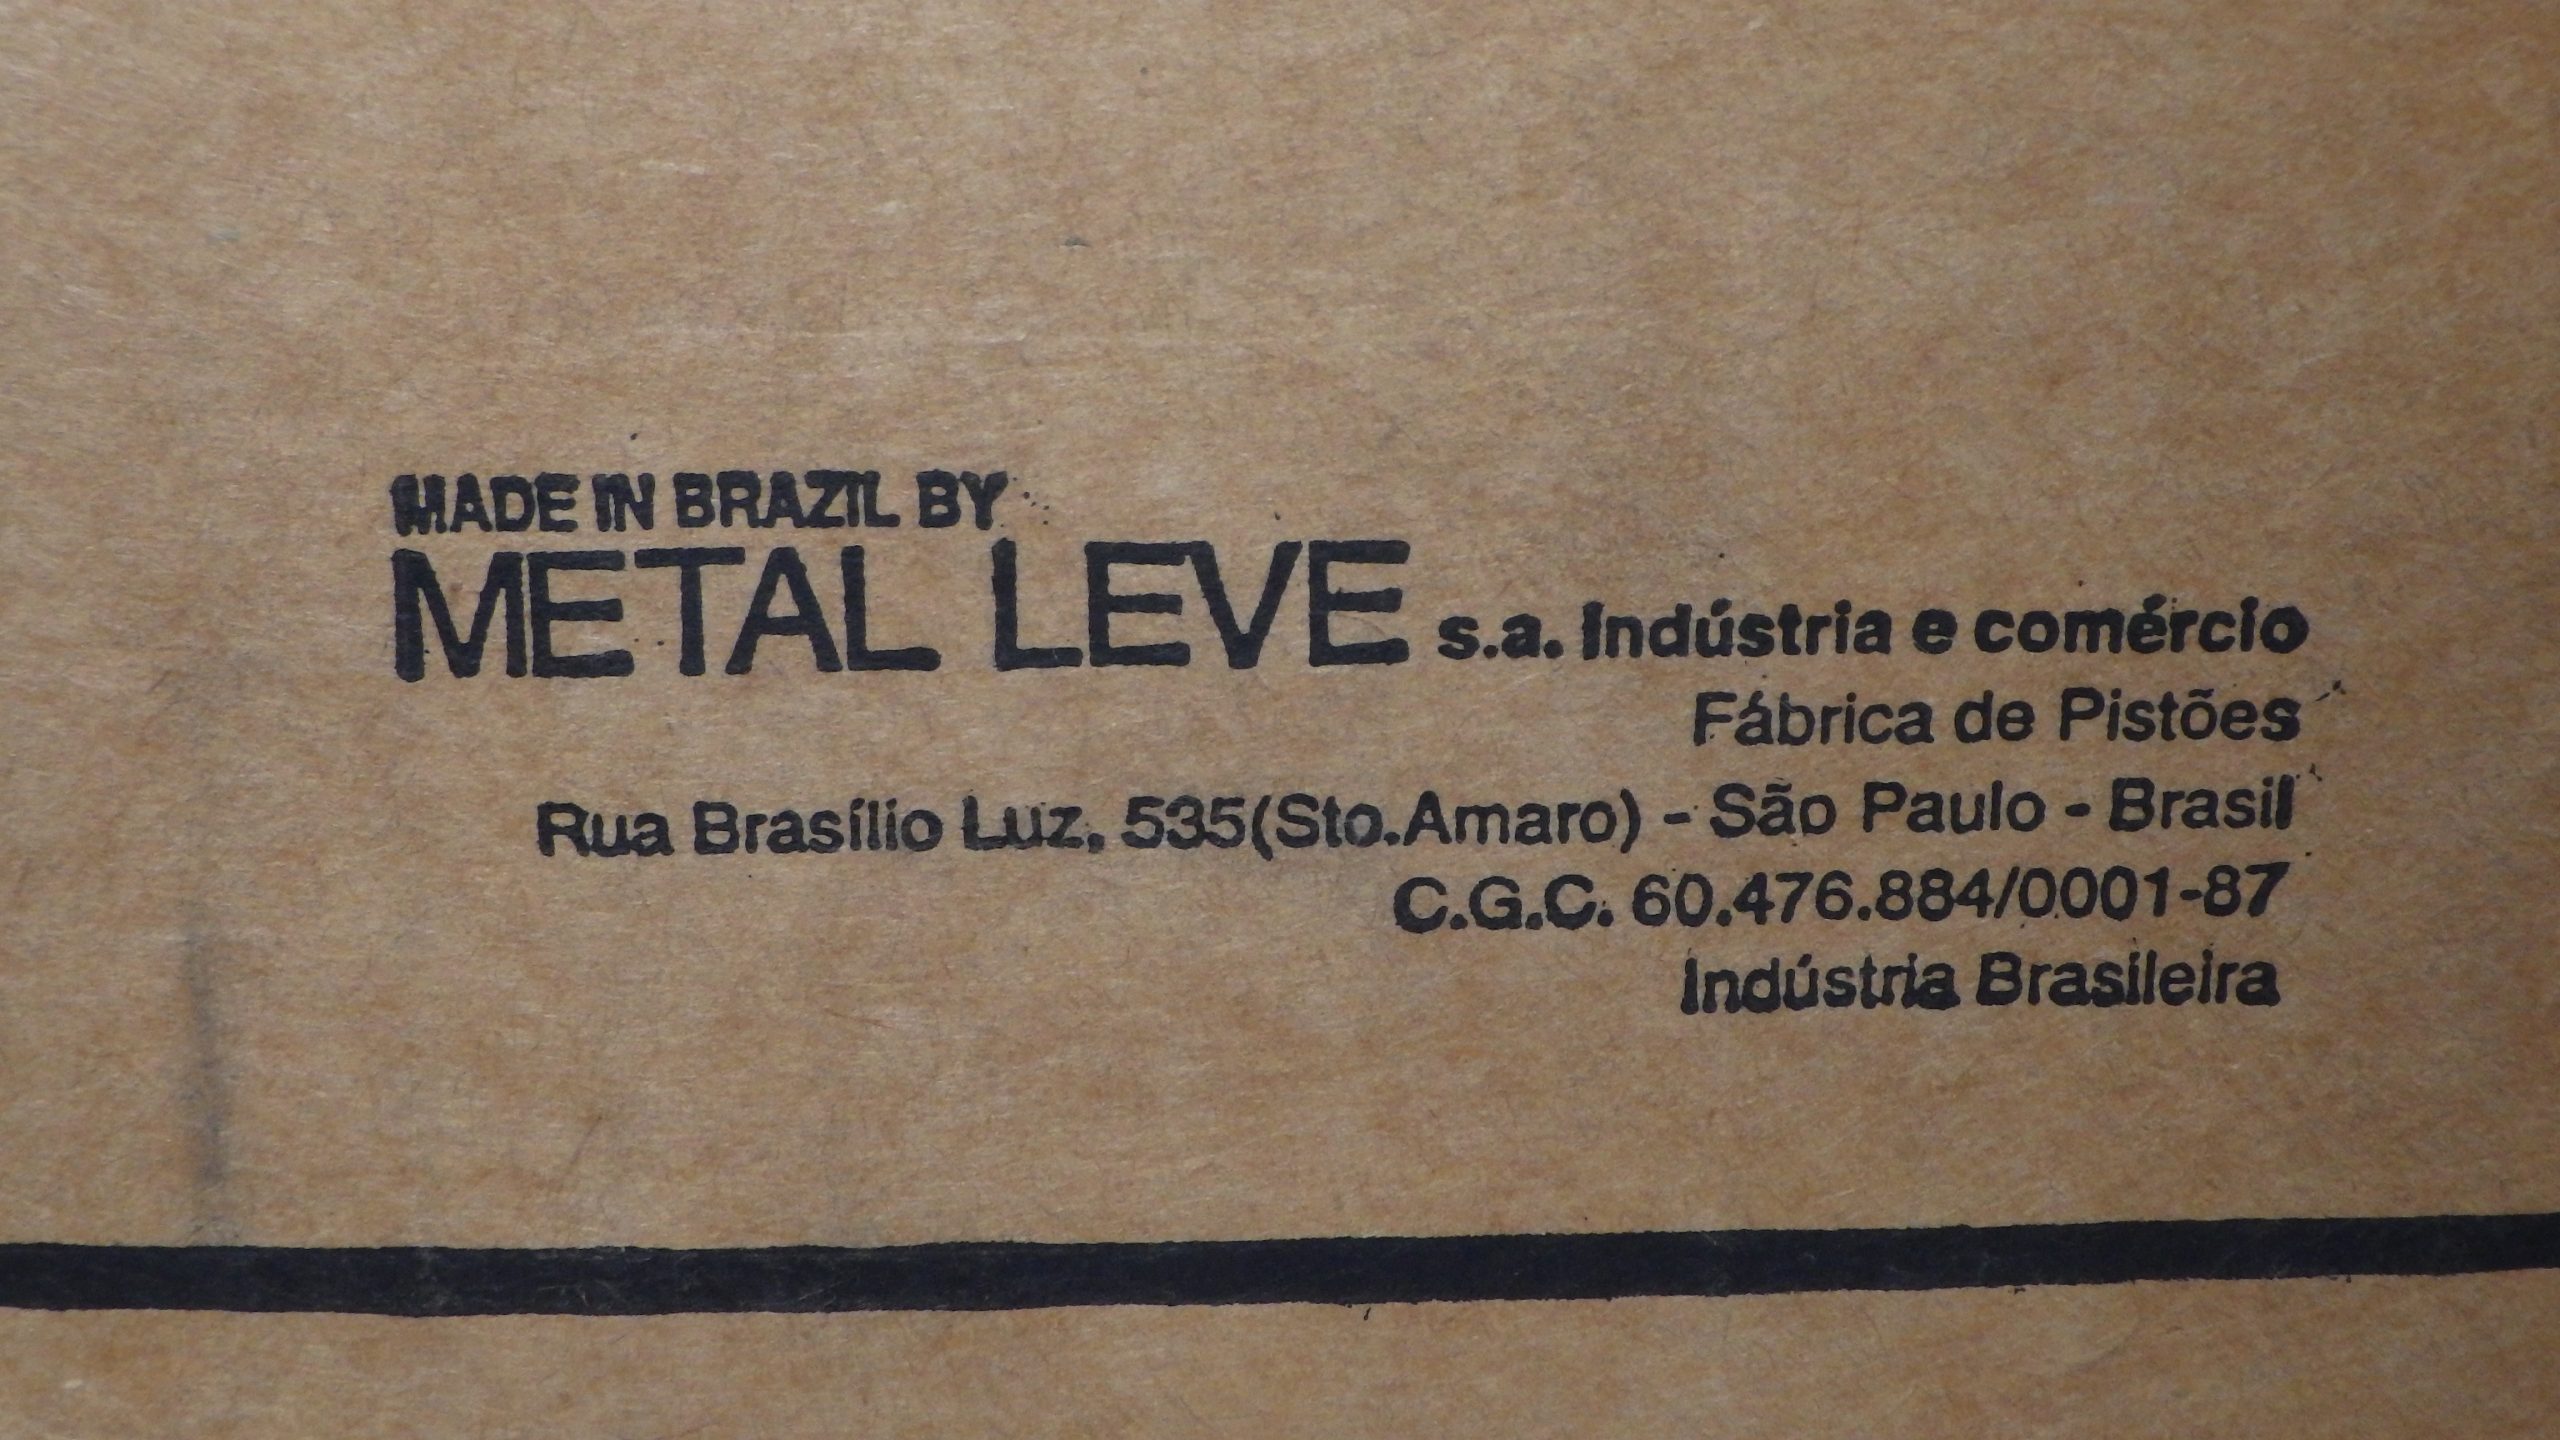 MADE IN BRAZIL BY
METAL LEVE s.a. Indústria e comércio
Fábrica de Pistões
Rua Brasílio Luz, 535(Sto.Amaro) - São Paulo - Brasil
C.G.C. 60.476.884/0001-87
Indústria Brasileira